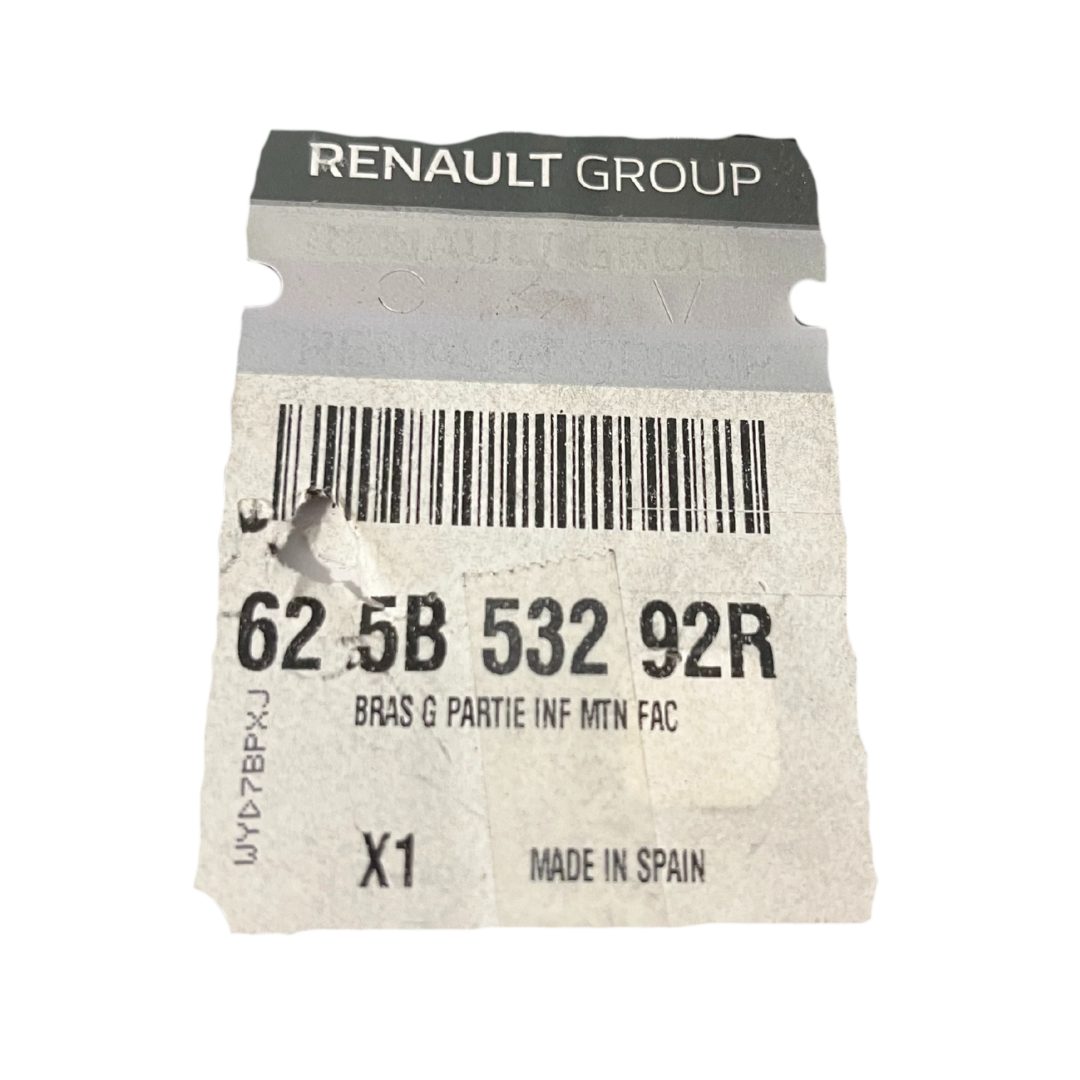 RENAULT GROUP
62 5B 532 92R
BRAS G PARTIE INF MTN FAC
WYD7BPXJ
X1
MADE IN SPAIN